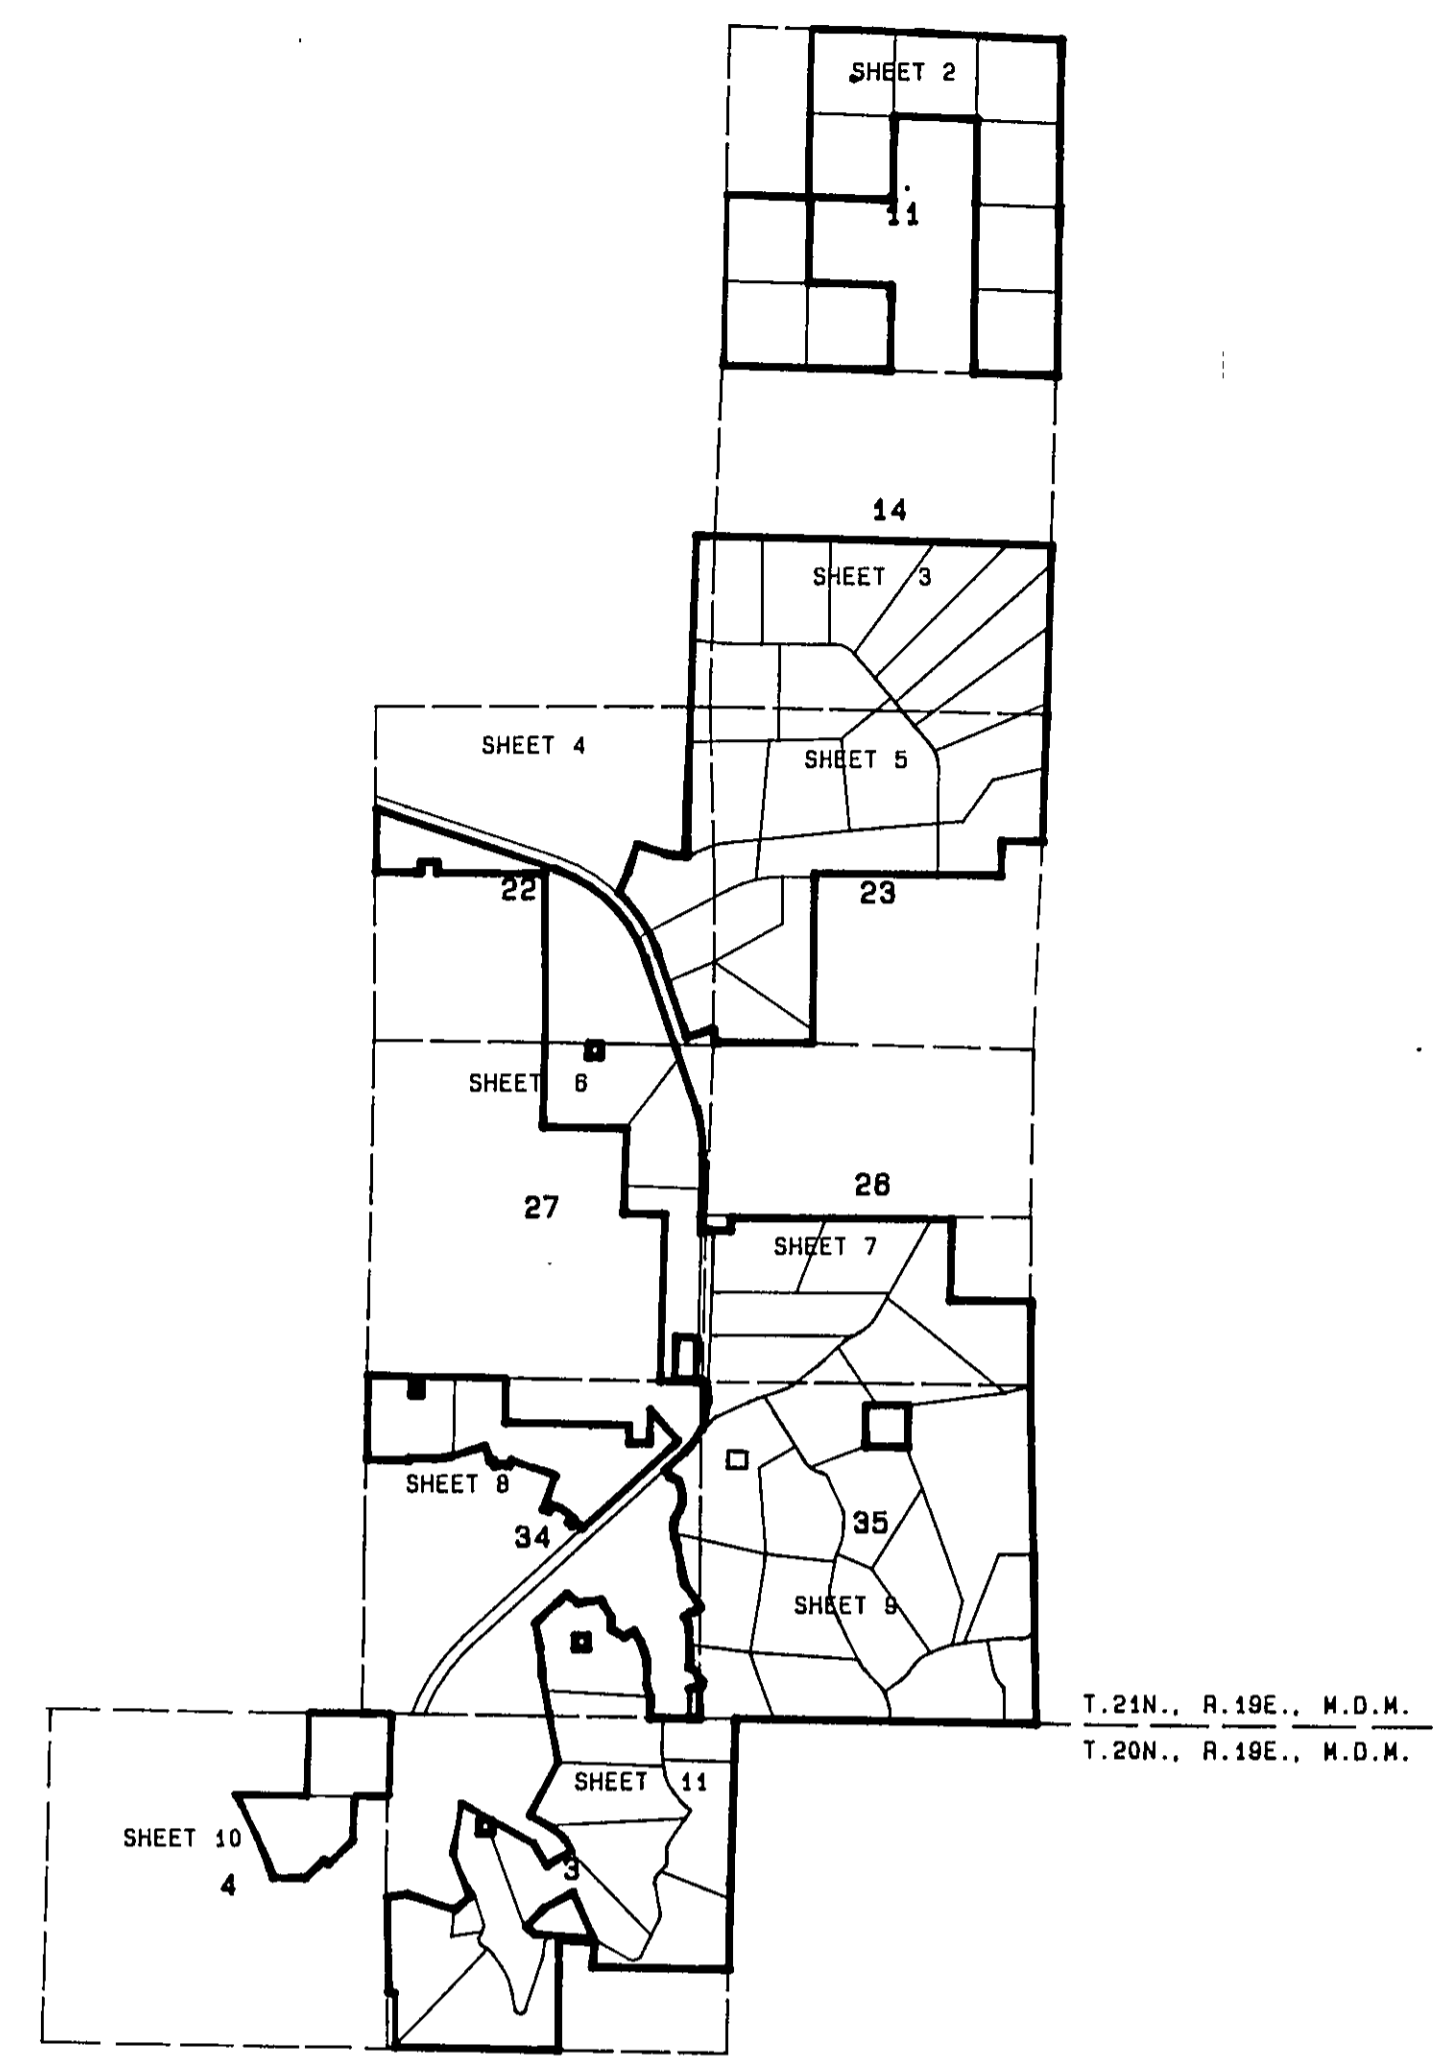 SHEET 2
11
14
SHEET 3
SHEET 4
SHEET 5
22
23
SHEET 6
26
27
SHEET 7
SHEET 8
35
34
SHEET 9
T.21N., R.19E., M.D.M.
T.20N., R.19E., M.D.M.
SHEET 11
SHEET 10
3
4